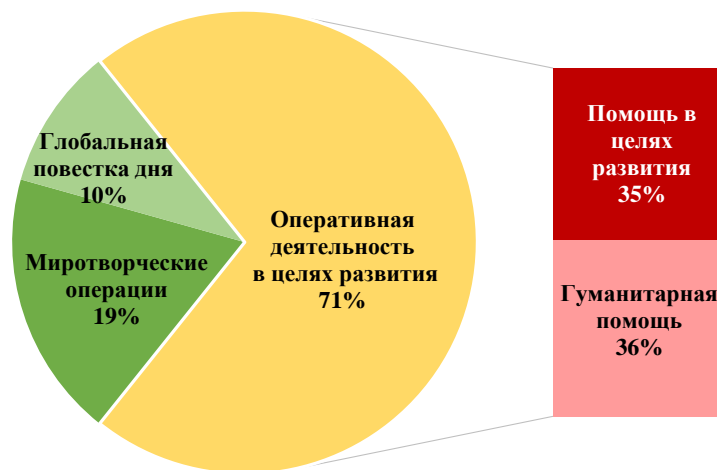 Глобальная
повестка дня
10%
Миротворческие
операции
19%
Оперативная
деятельность
в целях развития
71%
Помощь в
целях
развития
35%
Гуманитарная
помощь
36%